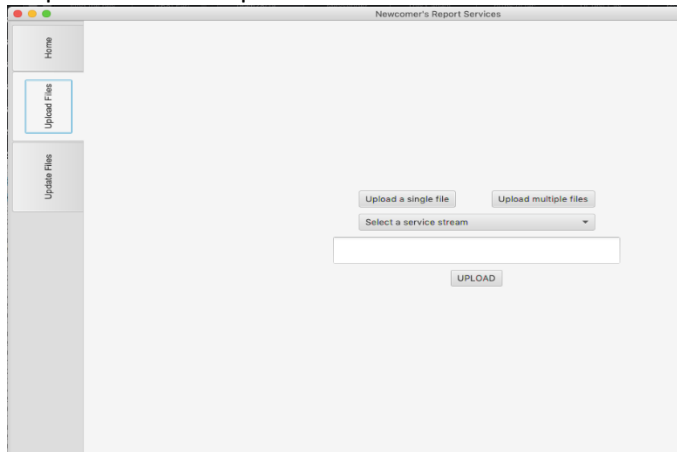 Newcomer's Report Services
Home
Upload Files
Update Files
Upload a single file
Upload multiple files
Select a service stream
UPLOAD